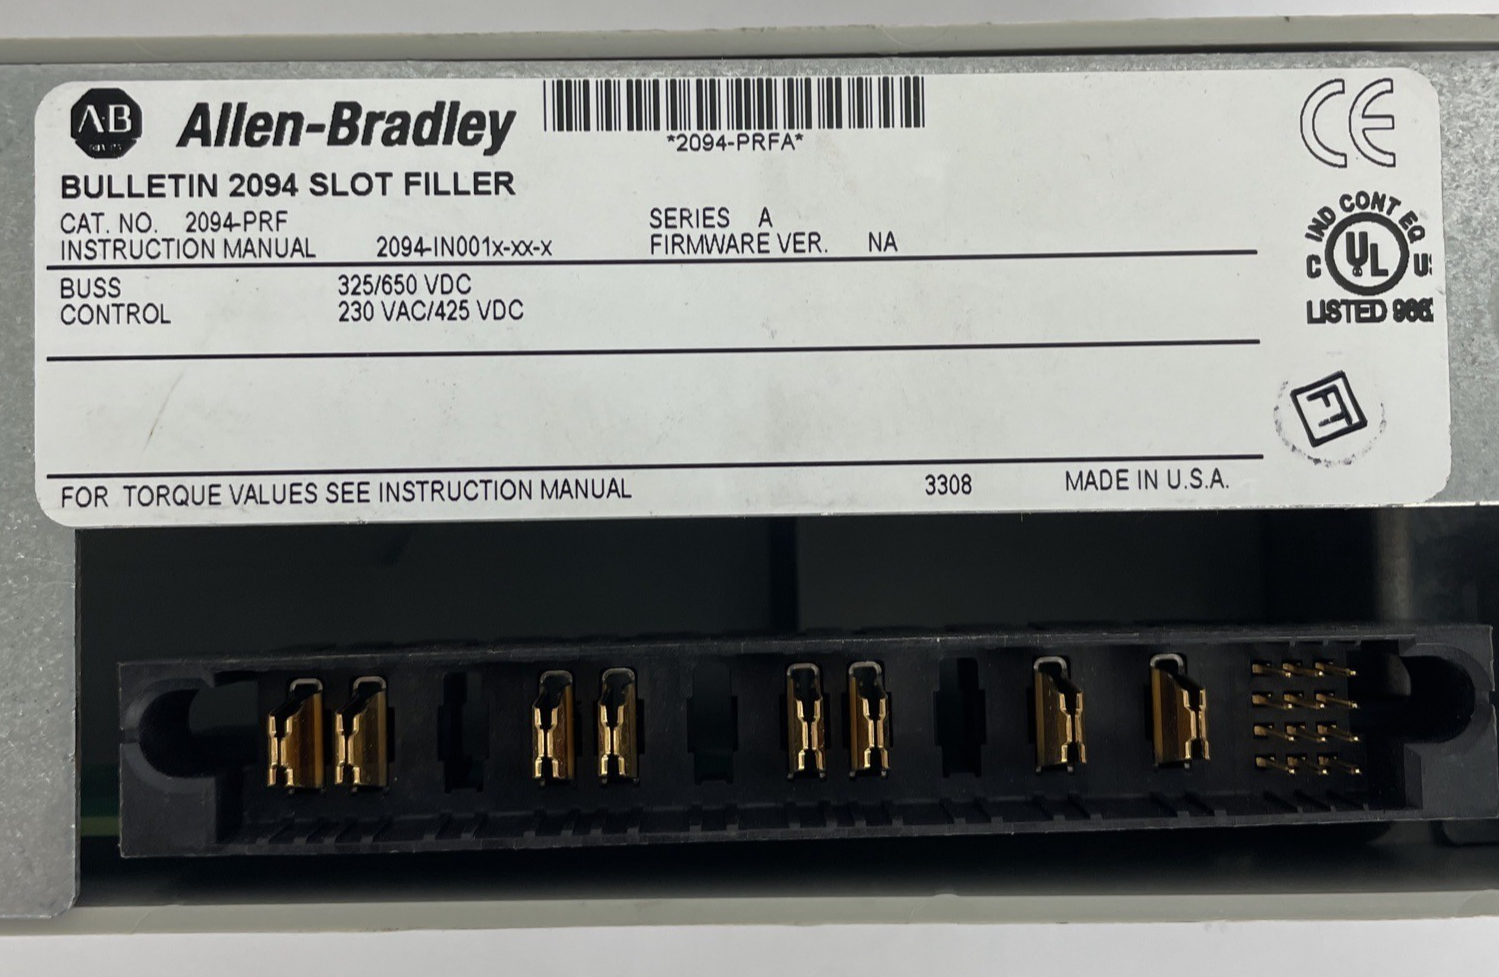 AB
Allen-Bradley
*2094-PRFA*
BULLETIN 2094 SLOT FILLER
CAT. NO. 2094-PRF SERIES A
INSTRUCTION MANUAL 2094-IN001x-xx-x FIRMWARE VER. NA
BUSS 325/650 VDC
CONTROL 230 VAC/425 VDC
FOR TORQUE VALUES SEE INSTRUCTION MANUAL 3308 MADE IN U.S.A.
CE
IND CONT EQ
C UL
LISTED
FT